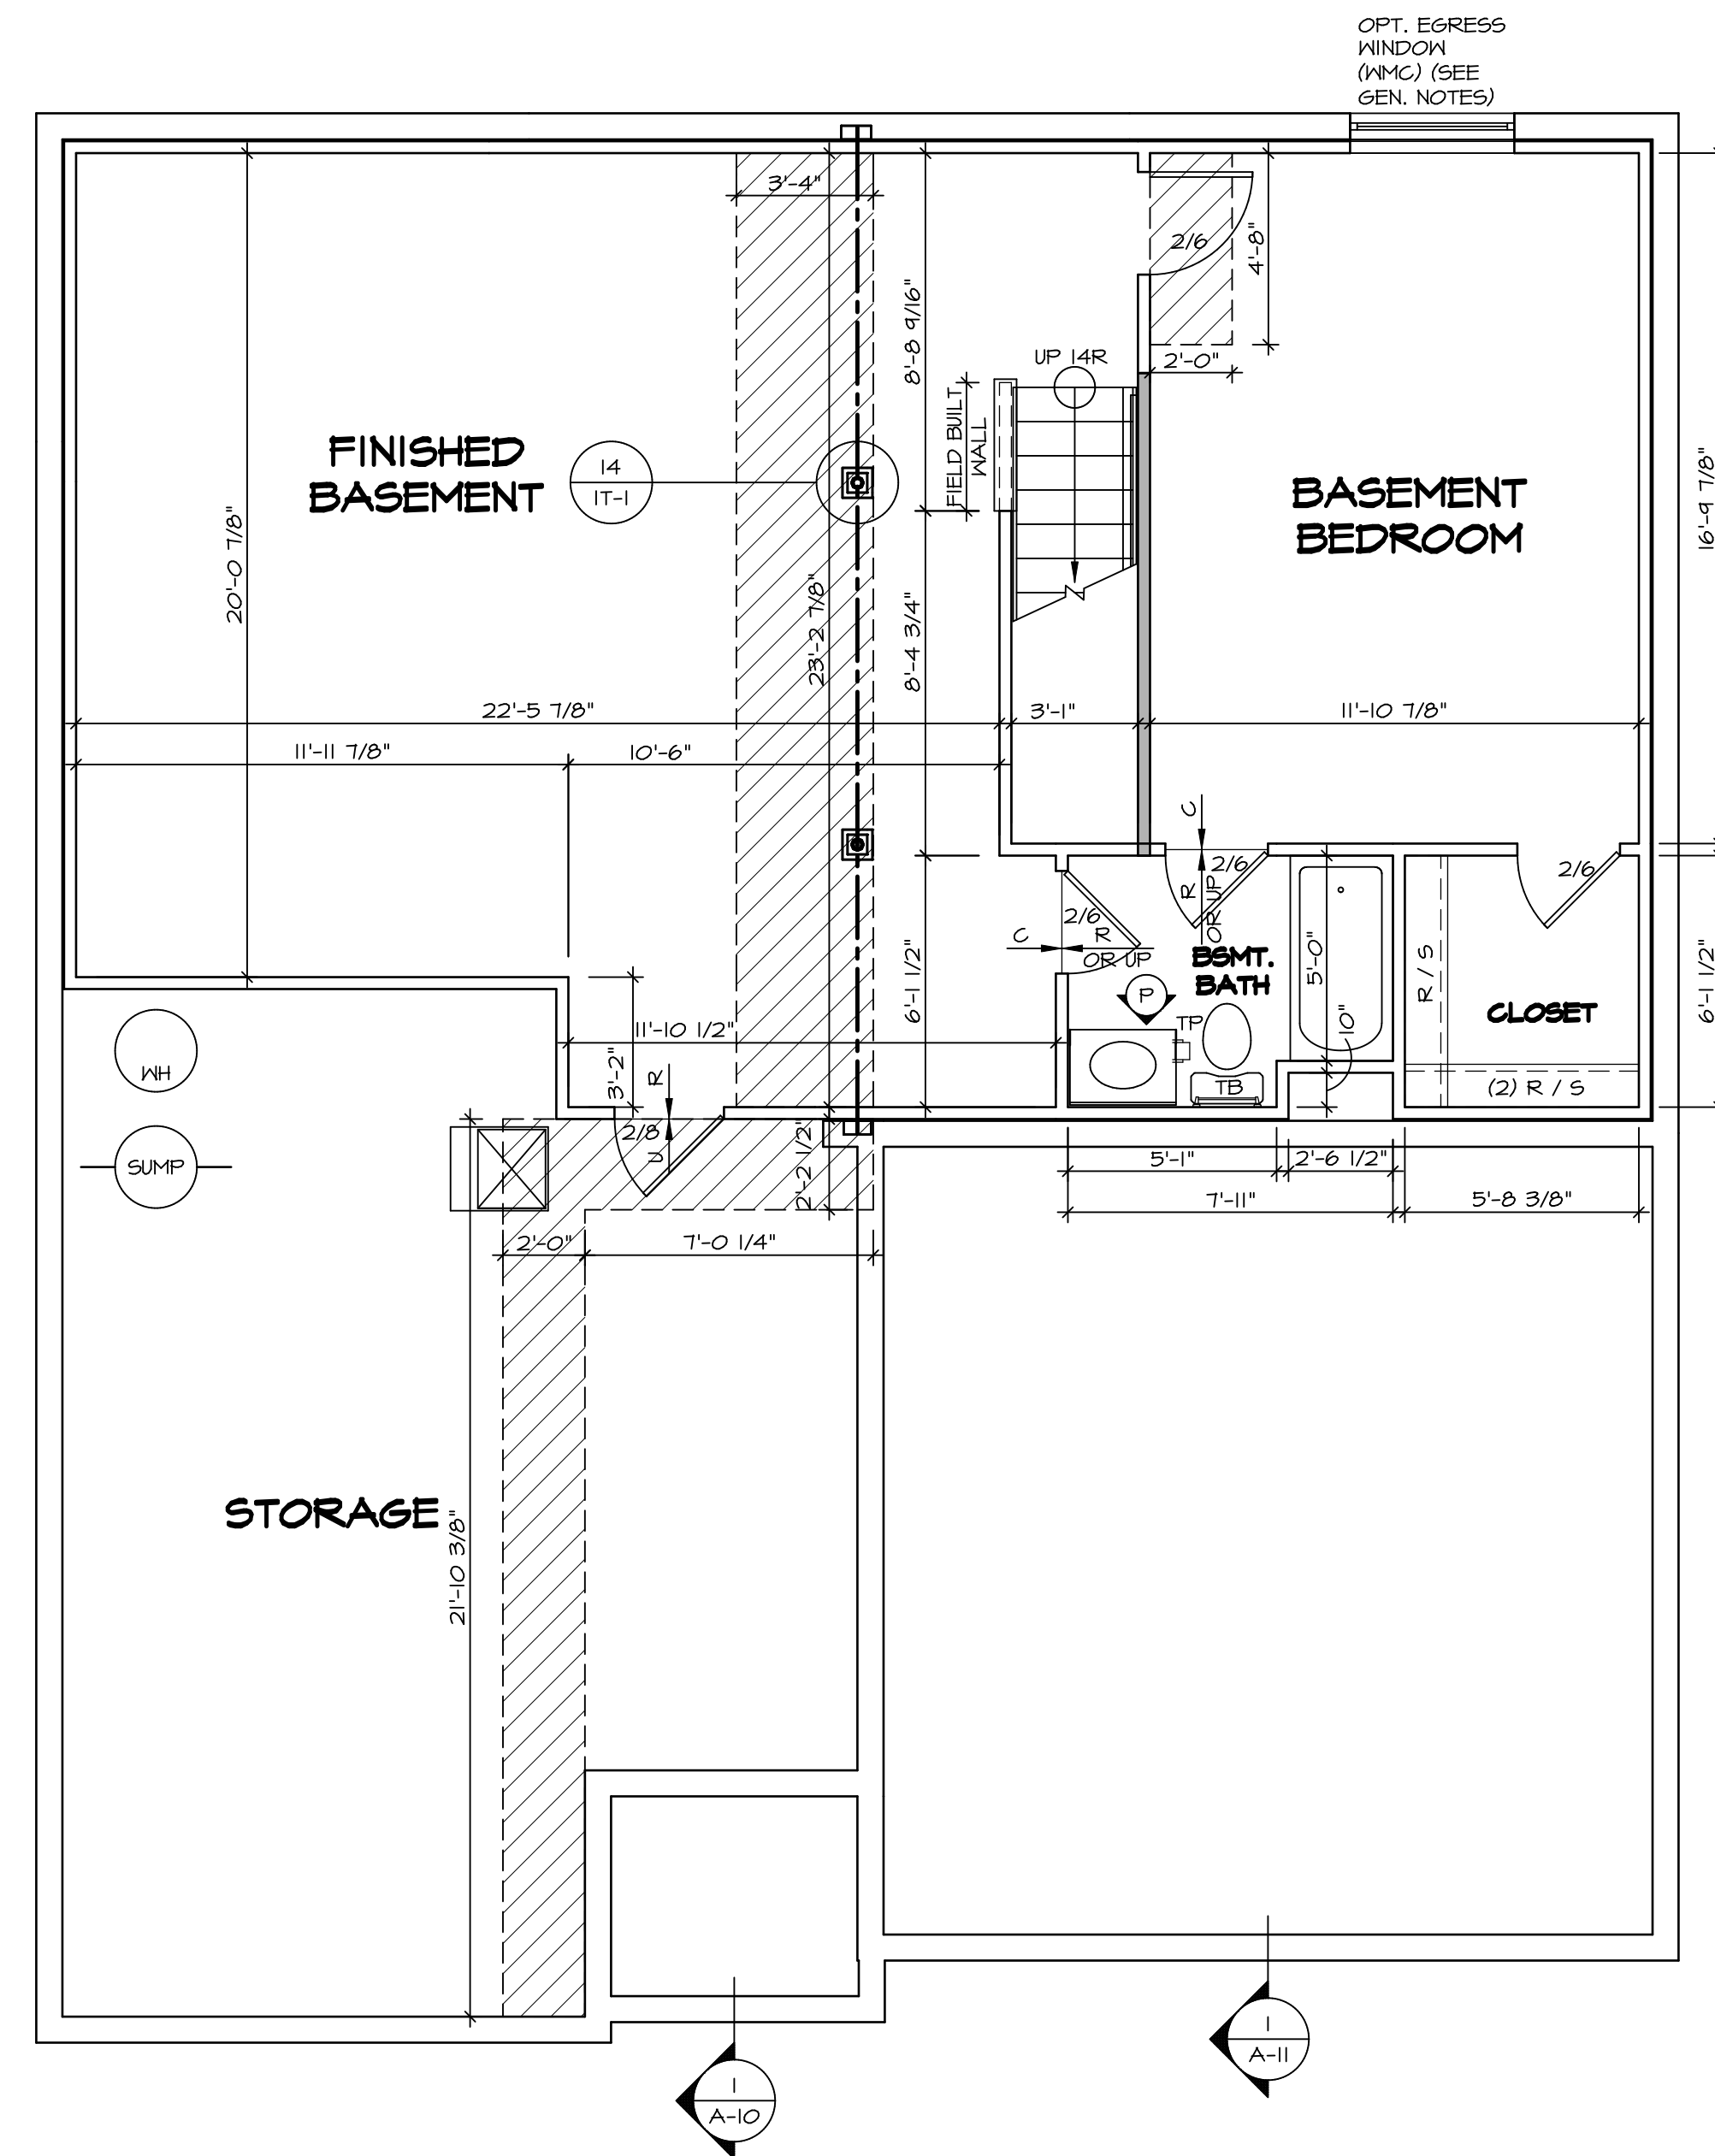 OPT. EGRESS
WINDOW
(WMC) (SEE
GEN. NOTES)
3'-4"
2/6
4'-8"
8'-8 9/16"
UP 14R
2'-0"
FIELD BUILT
WALL
FINISHED
BASEMENT
14
1T-1
BASEMENT
BEDROOM
16'-9 7/8"
20'-0 7/8"
23'-2 7/8"
8'-4 3/4"
22'-5 7/8"
3'-1"
11'-10 7/8"
11'-11 7/8"
10'-6"
C
R
OR UP
2/6
2/6
2/6
C
R
OR UP
BSMT.
BATH
5'-0"
R / S
6'-1 1/2"
6'-1 1/2"
P
TP
10"
CLOSET
11'-10 1/2"
3'-2"
WH
TB
(2) R / S
R
2/8
U
2'-2 1/2"
SUMP
5'-1"
2'-6 1/2"
7'-11"
5'-8 3/8"
2'-0"
7'-0 1/4"
STORAGE
21'-10 3/8"
1
A-11
1
A-10